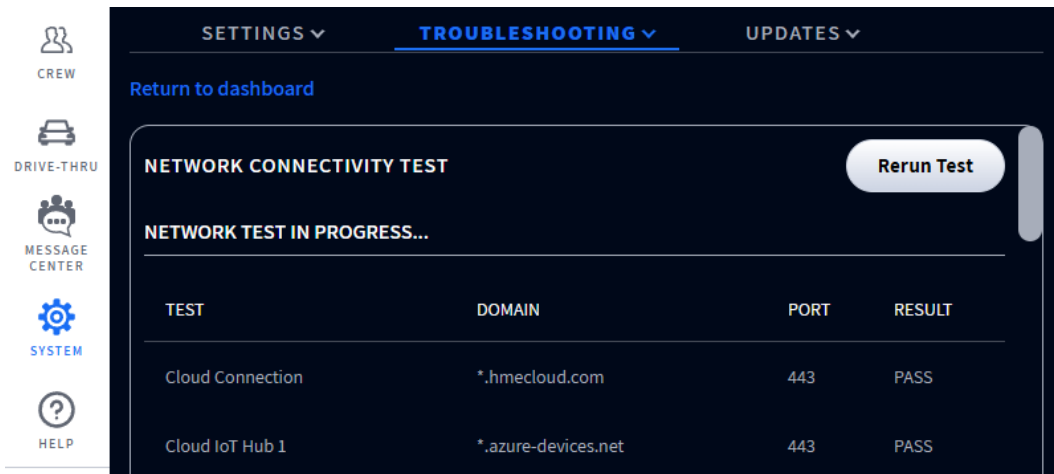 SETTINGS TROUBLESHOOTING UPDATES
CREW
Return to dashboard
DRIVE-THRU
NETWORK CONNECTIVITY TEST Rerun Test
MESSAGE
CENTER
NETWORK TEST IN PROGRESS...
TEST DOMAIN PORT RESULT
SYSTEM
Cloud Connection *.hmecloud.com 443 PASS
HELP
Cloud IoT Hub 1 *.azure-devices.net 443 PASS